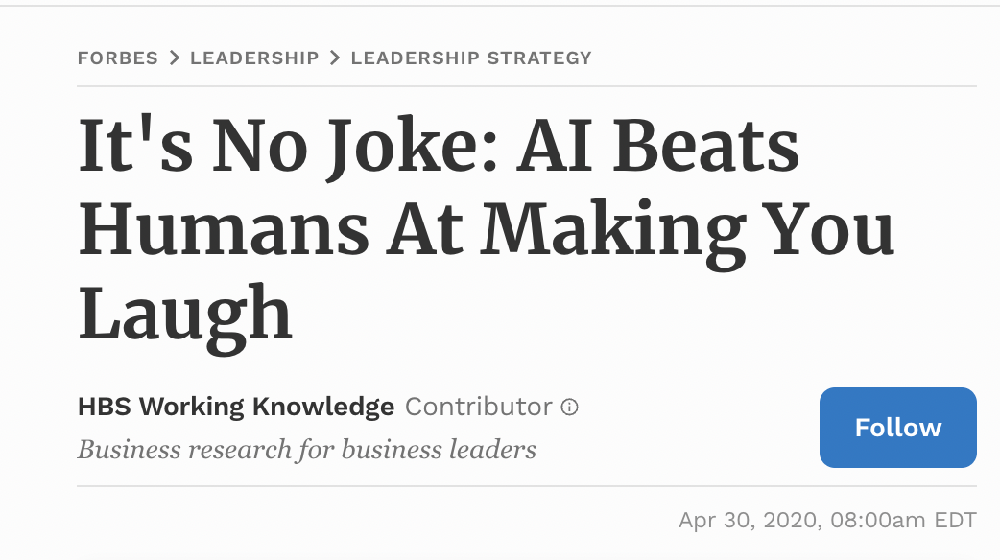 FORBES > LEADERSHIP > LEADERSHIP STRATEGY
It's No Joke: AI Beats
Humans At Making You
Laugh
HBS Working Knowledge Contributor
Business research for business leaders
Follow
Apr 30, 2020, 08:00am EDT